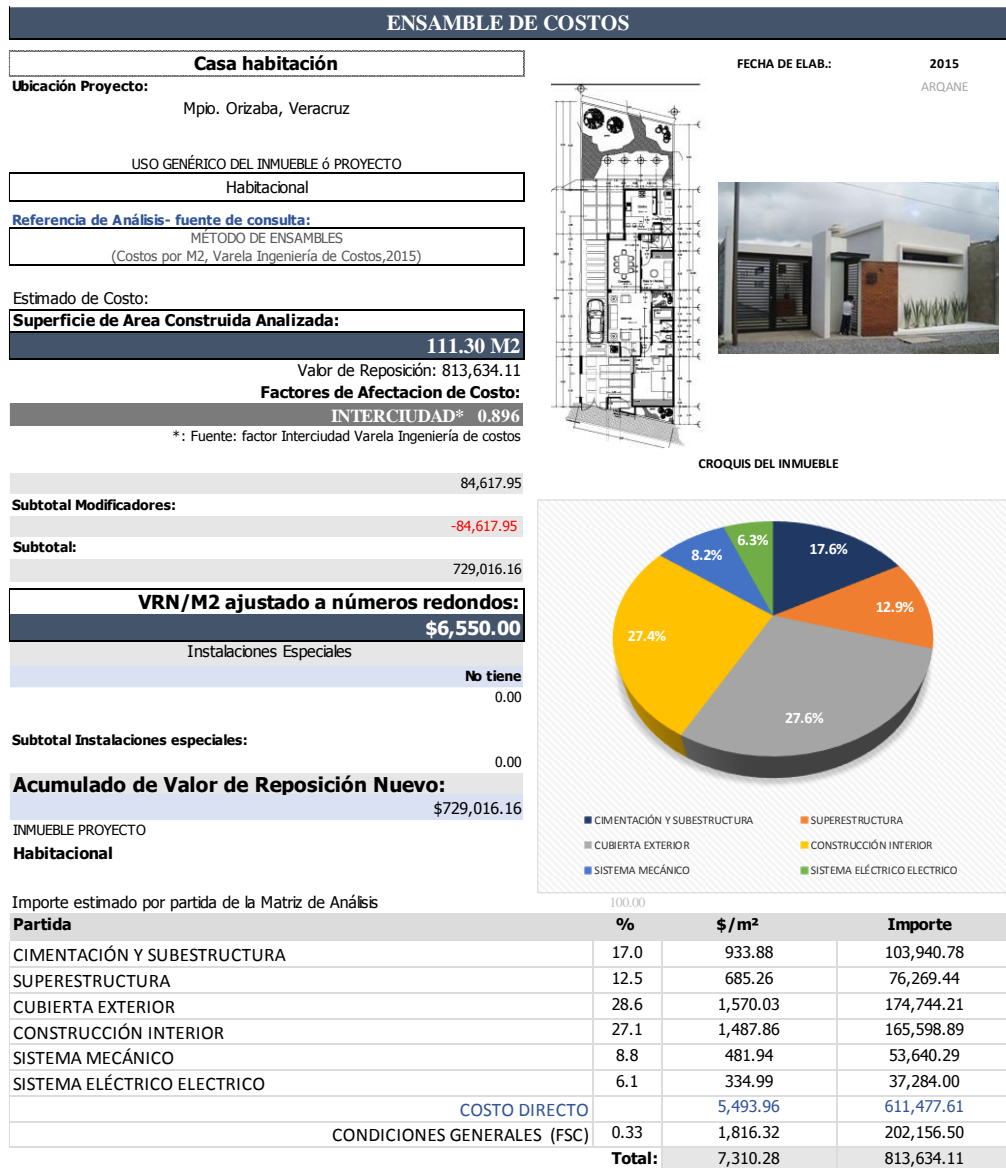 ENSAMBLE DE COSTOS
Casa habitación
Ubicación Proyecto:
Mpio. Orizaba, Veracruz
USO GENÉRICO DEL INMUEBLE ó PROYECTO
Habitacional
Referencia de Análisis- fuente de consulta:
MÉTODO DE ENSAMBLES
(Costos por M2, Varela Ingeniería de Costos,2015)
Estimado de Costo:
Superficie de Area Construida Analizada:
111.30 M2
Valor de Reposición: 813,634.11
Factores de Afectacion de Costo:
INTERCIUDAD* 0.896
*: Fuente: factor Interciudad Varela Ingeniería de costos
84,617.95
Subtotal Modificadores:
-84,617.95
Subtotal:
729,016.16
VRN/M2 ajustado a números redondos:
$6,550.00
Instalaciones Especiales
No tiene
0.00
Subtotal Instalaciones especiales:
0.00
Acumulado de Valor de Reposición Nuevo:
$729,016.16
INMUEBLE PROYECTO
Habitacional
FECHA DE ELAB.: 2015
ARQANE
CROQUIS DEL INMUEBLE
17.6%
12.9%
27.6%
27.4%
8.2%
6.3%
CIMENTACIÓN Y SUBESTRUCTURA SUPERESTRUCTURA
CUBIERTA EXTERIOR CONSTRUCCIÓN INTERIOR
SISTEMA MECÁNICO SISTEMA ELÉCTRICO ELECTRICO
Importe estimado por partida de la Matriz de Análisis 100.00
Partida % $/m² Importe
CIMENTACIÓN Y SUBESTRUCTURA 17.0 933.88 103,940.78
SUPERESTRUCTURA 12.5 685.26 76,269.44
CUBIERTA EXTERIOR 28.6 1,570.03 174,744.21
CONSTRUCCIÓN INTERIOR 27.1 1,487.86 165,598.89
SISTEMA MECÁNICO 8.8 481.94 53,640.29
SISTEMA ELÉCTRICO ELECTRICO 6.1 334.99 37,284.00
COSTO DIRECTO 5,493.96 611,477.61
CONDICIONES GENERALES (FSC) 0.33 1,816.32 202,156.50
Total: 7,310.28 813,634.11